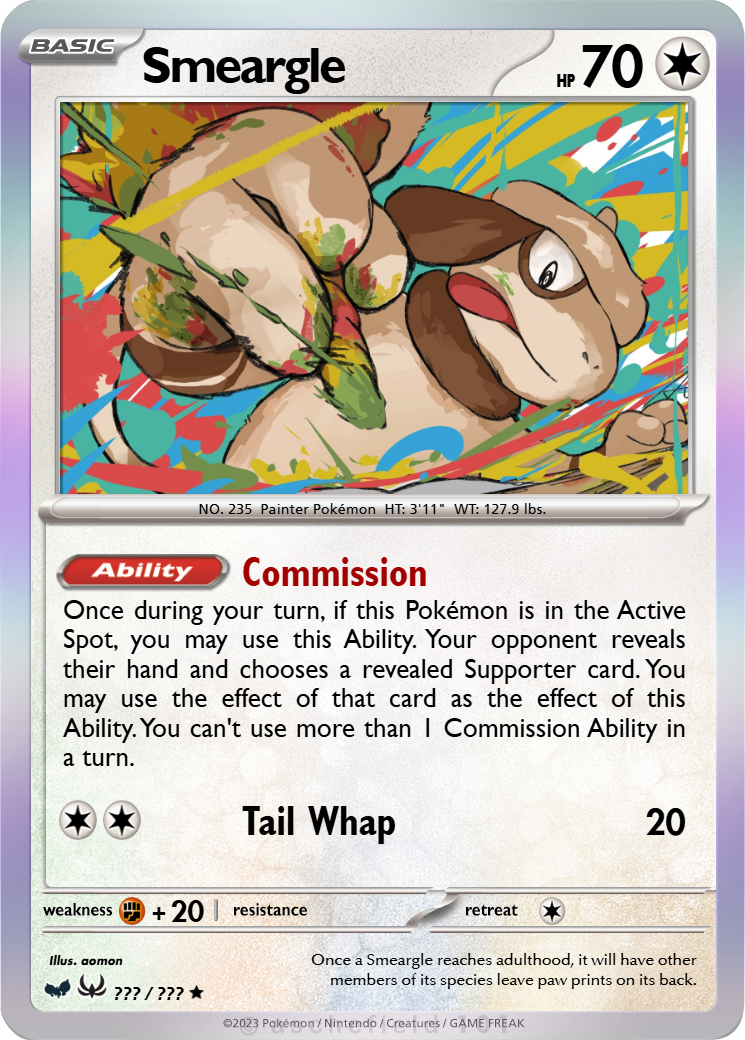 BASIC
Smeargle
HP 70
NO. 235 Painter Pokémon HT: 3'11" WT: 127.9 lbs.
Ability Commission
Once during your turn, if this Pokémon is in the Active
Spot, you may use this Ability. Your opponent reveals
their hand and chooses a revealed Supporter card. You
may use the effect of that card as the effect of this
Ability. You can't use more than 1 Commission Ability in
a turn.
Tail Whap 20
weakness + 20 resistance retreat
Illus. aomon
Once a Smeargle reaches adulthood, it will have other
members of its species leave paw prints on its back.
??? / ??? ★
©2023 Pokémon / Nintendo / Creatures / GAME FREAK